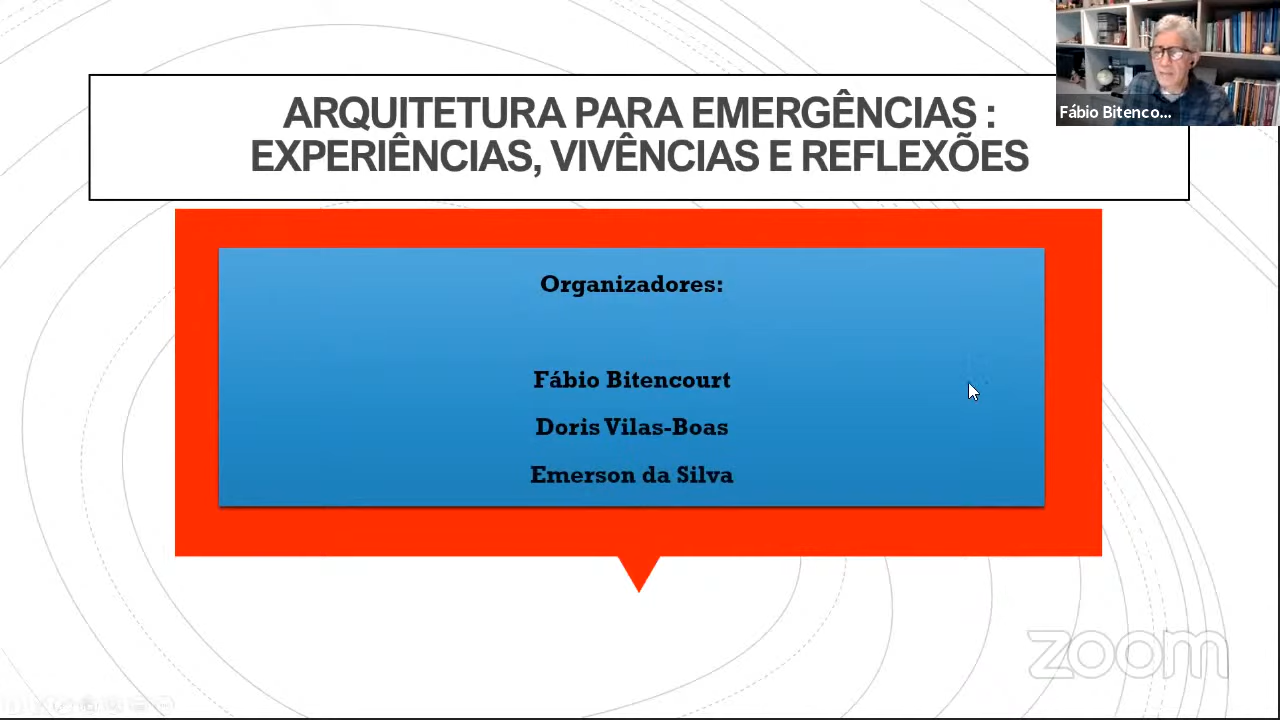 ARQUITETURA PARA EMERGÊNCIAS :
EXPERIÊNCIAS, VIVÊNCIAS E REFLEXÕES
Fábio Bitenco...
Organizadores:
Fábio Bitencourt
Doris Vilas-Boas
Emerson da Silva
zoom